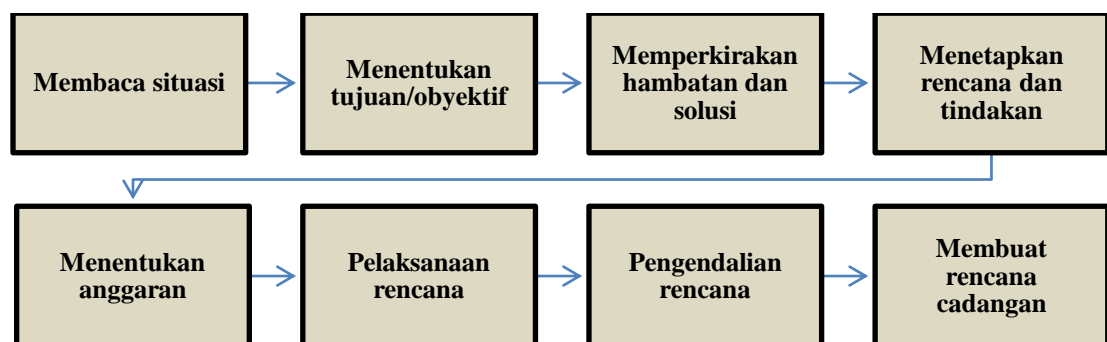 Membaca situasi
Menentukan
tujuan/obyektif
Memperkirakan
hambatan dan
solusi
Menetapkan
rencana dan
tindakan
Menentukan
anggaran
Pelaksanaan
rencana
Pengendalian
rencana
Membuat
rencana
cadangan